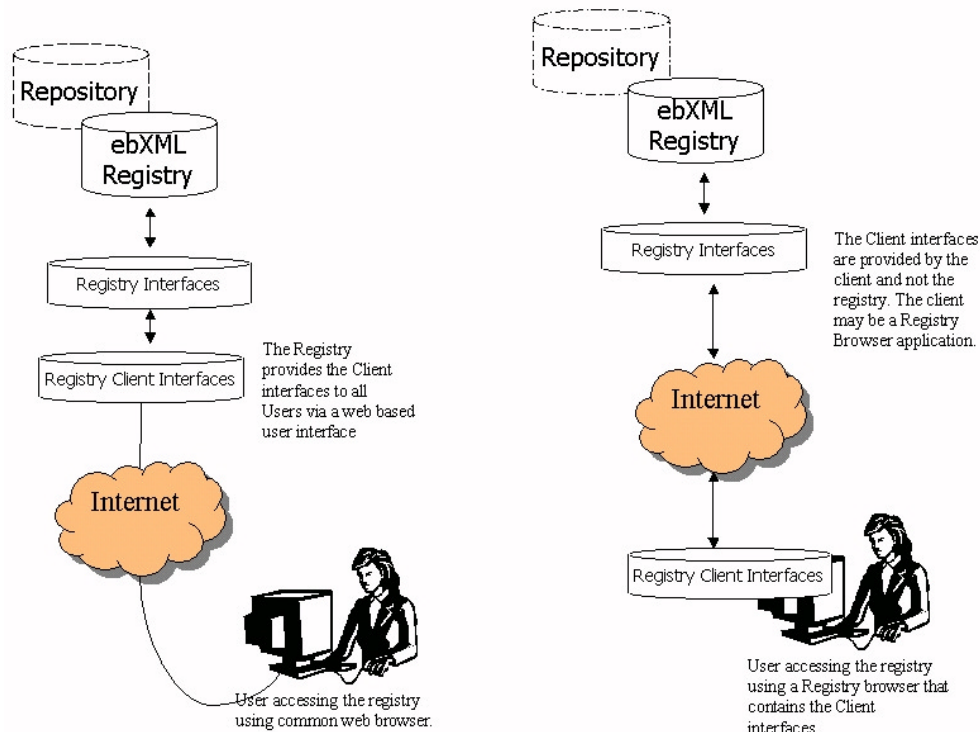 Repository
ebXML
Registry
Registry Interfaces
Registry Client Interfaces
The Registry
provides the Client
interfaces to all
Users via a web based
user interface
Internet
User accessing the registry
using common web browser.
Repository
ebXML
Registry
Registry Interfaces
The Client interfaces
are provided by the
client and not the
registry. The client
may be a Registry
Browser application.
Internet
Registry Client Interfaces
User accessing the registry
using a Registry browser that
contains the Client
interfaces